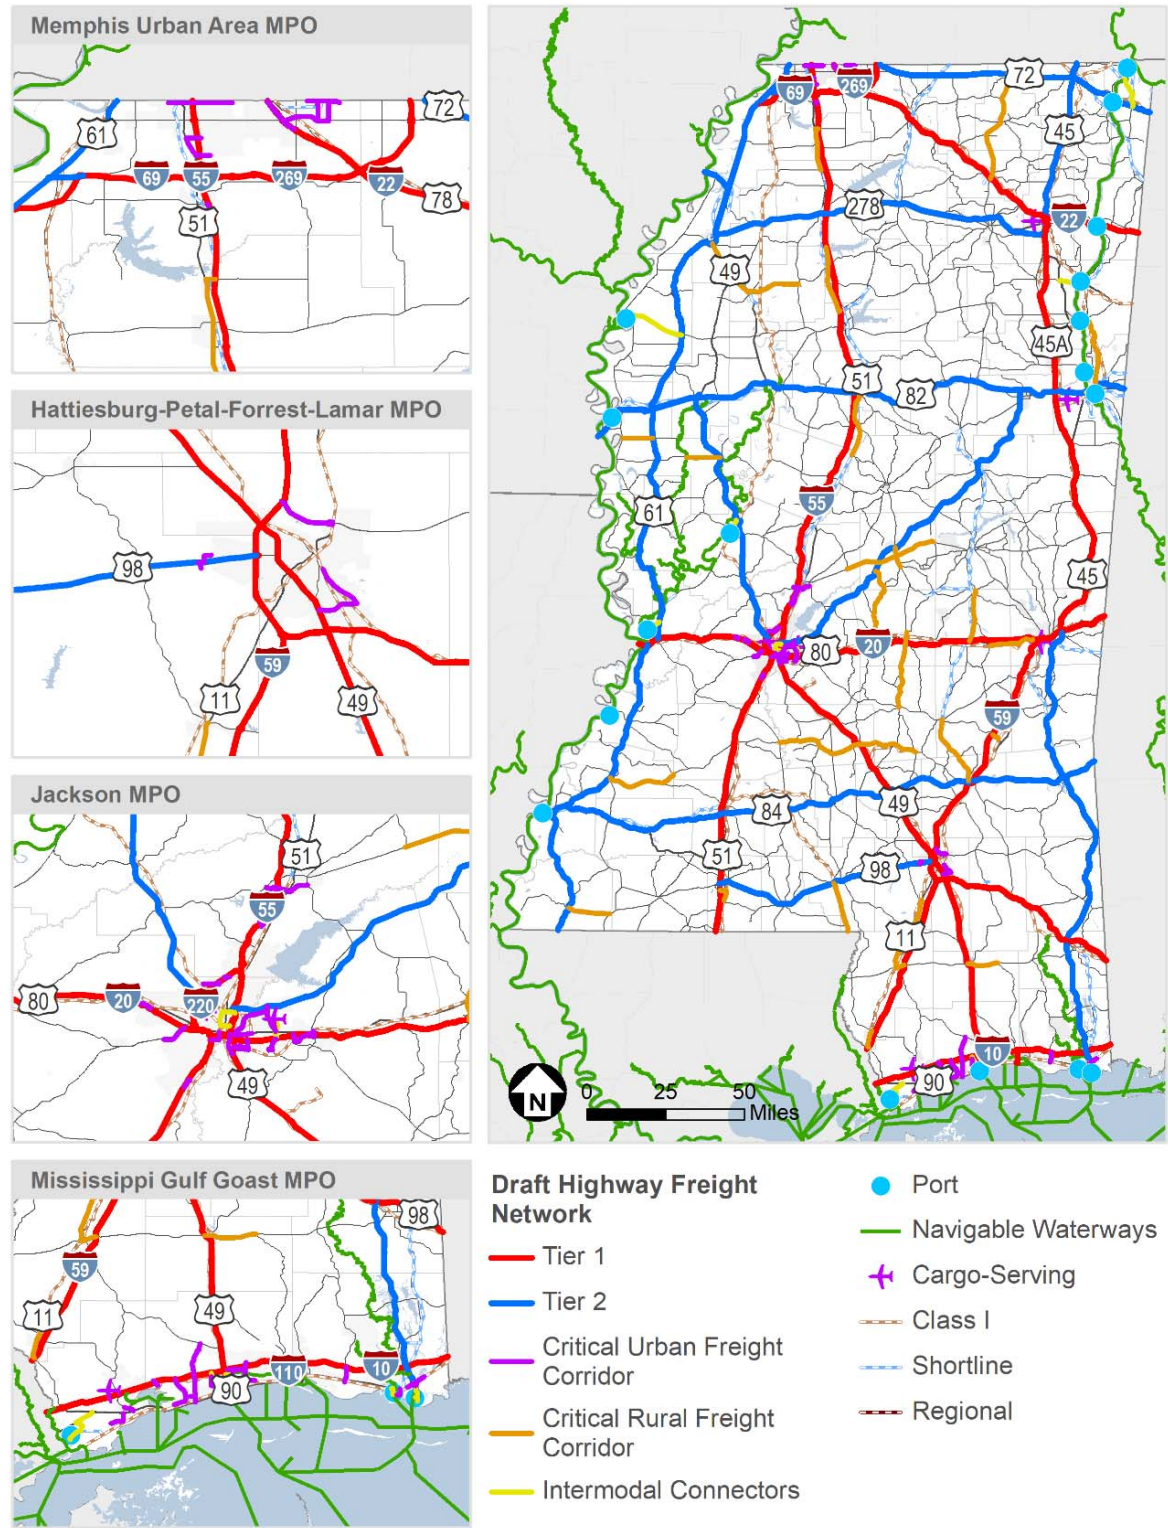 Memphis Urban Area MPO
61
72
69
55
269
22
78
51
Hattiesburg-Petal-Forrest-Lamar MPO
98
59
11
49
Jackson MPO
51
55
80
20
220
49
Mississippi Gulf Goast MPO
98
59
11
49
110
10
90
69
269
72
45
278
22
49
45A
51
82
55
61
45
80
20
59
84
49
51
98
11
10
90
N
0 25 50
Miles
Draft Highway Freight
Network
Tier 1
Tier 2
Critical Urban Freight
Corridor
Critical Rural Freight
Corridor
Intermodal Connectors
Port
Navigable Waterways
Cargo-Serving
Class I
Shortline
Regional